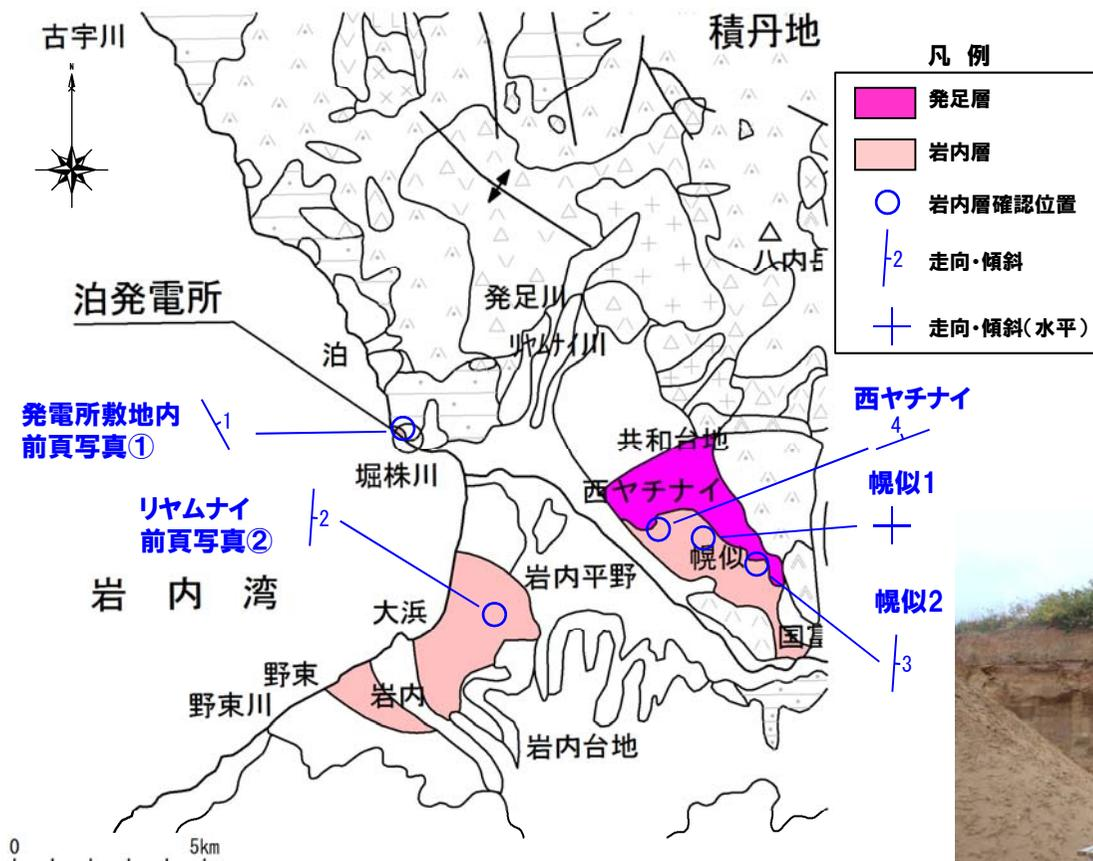 古宇川
積丹地
N
凡 例
発足層
岩内層
岩内層確認位置
2
走向・傾斜
走向・傾斜(水平)
八内岳
発足川
リヤムナイ川
泊発電所
泊
発電所敷地内
前頁写真①
1
堀株川
共和台地
西ヤチナイ
西ヤチナイ
4
幌似1
幌似
幌似2
3
国富
リヤムナイ
前頁写真②
2
岩 内 湾
岩内平野
大浜
野束
岩内
野束川
岩内台地
0
5km